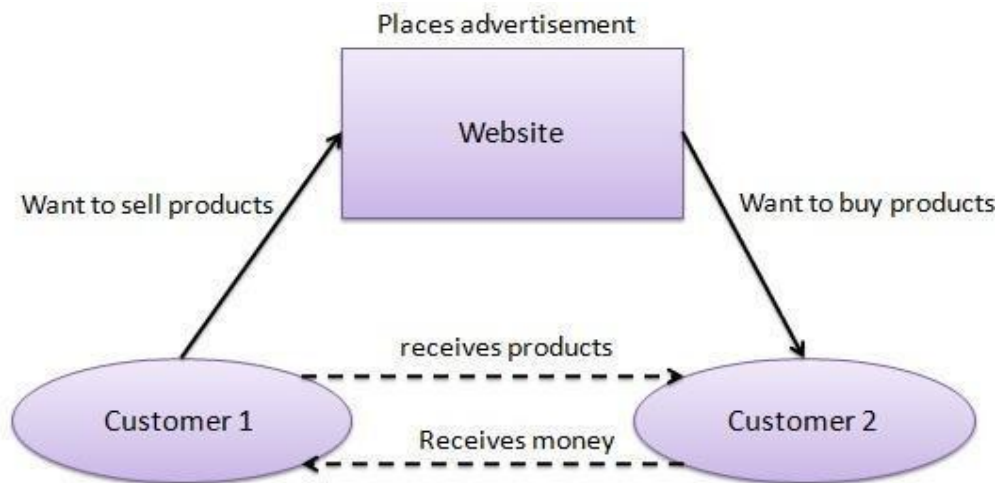 Places advertisement
Website
Want to sell products
Want to buy products
receives products
Customer 1
Customer 2
Receives money